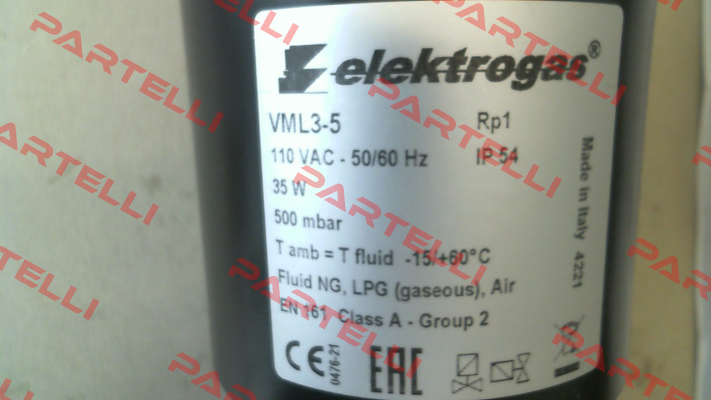 elektrogas®
VML3-5 Rp1
110 VAC - 50/60 Hz IP 54
35 W
500 mbar
T amb = T fluid -15/+60°C
Fluid NG, LPG (gaseous), Air
EN 161 Class A - Group 2
CE 0476-21 EAC
Made in Italy 4221
PARTELLI
PARTELLI
PARTELLI
PARTELLI
PARTELLI
PARTELLI
PARTELLI